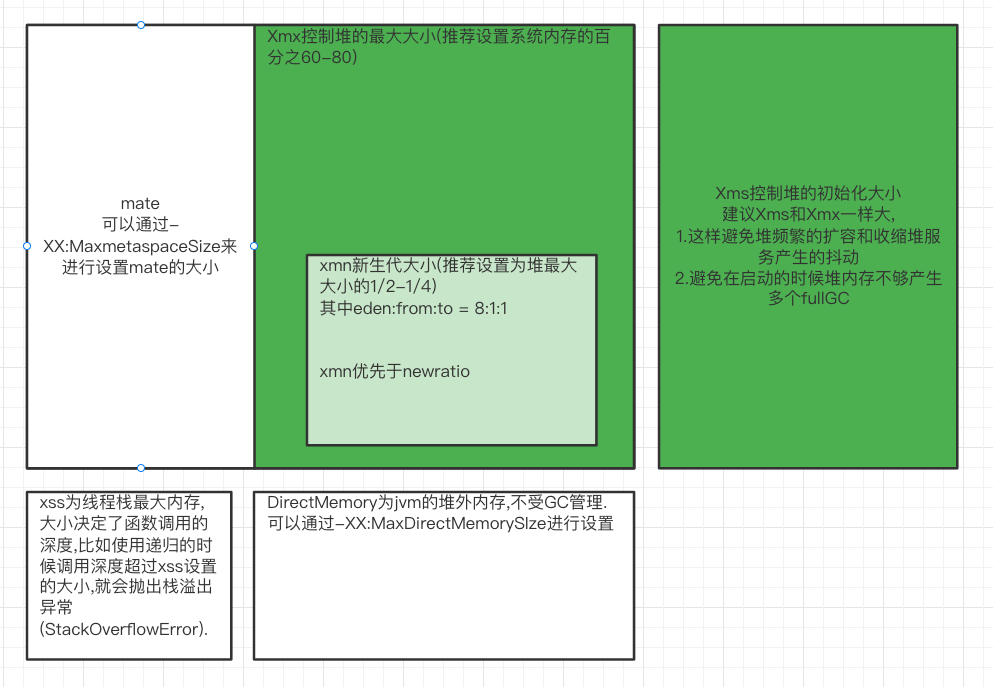 Xmx控制堆的最大大小(推荐设置系统内存的百
分之60-80)
mate
可以通过-
XX:MaxmetaspaceSize来
进行设置mate的大小
xmn新生代大小(推荐设置为堆最大
大小的1/2-1/4)
其中eden:from:to = 8:1:1
xmn优先于newratio
Xms控制堆的初始化大小
建议Xms和Xmx一样大,
1.这样避免堆频繁的扩容和收缩堆服
务产生的抖动
2.避免在启动的时候堆内存不够产生
多个fullGC
xss为线程栈最大内存,
大小决定了函数调用的
深度,比如使用递归的时
候调用深度超过xss设置
的大小,就会抛出栈溢出
异常
(StackOverflowError).
DirectMemory为jvm的堆外内存,不受GC管理.
可以通过-XX:MaxDirectMemorySIze进行设置